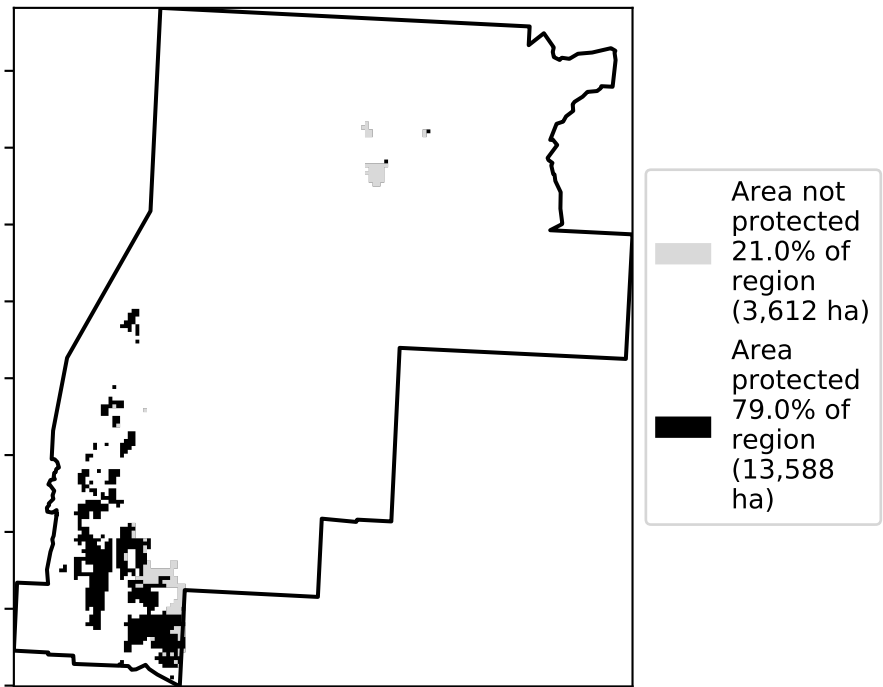 Area not
protected
21.0% of
region
(3,612 ha)
Area
protected
79.0% of
region
(13,588
ha)